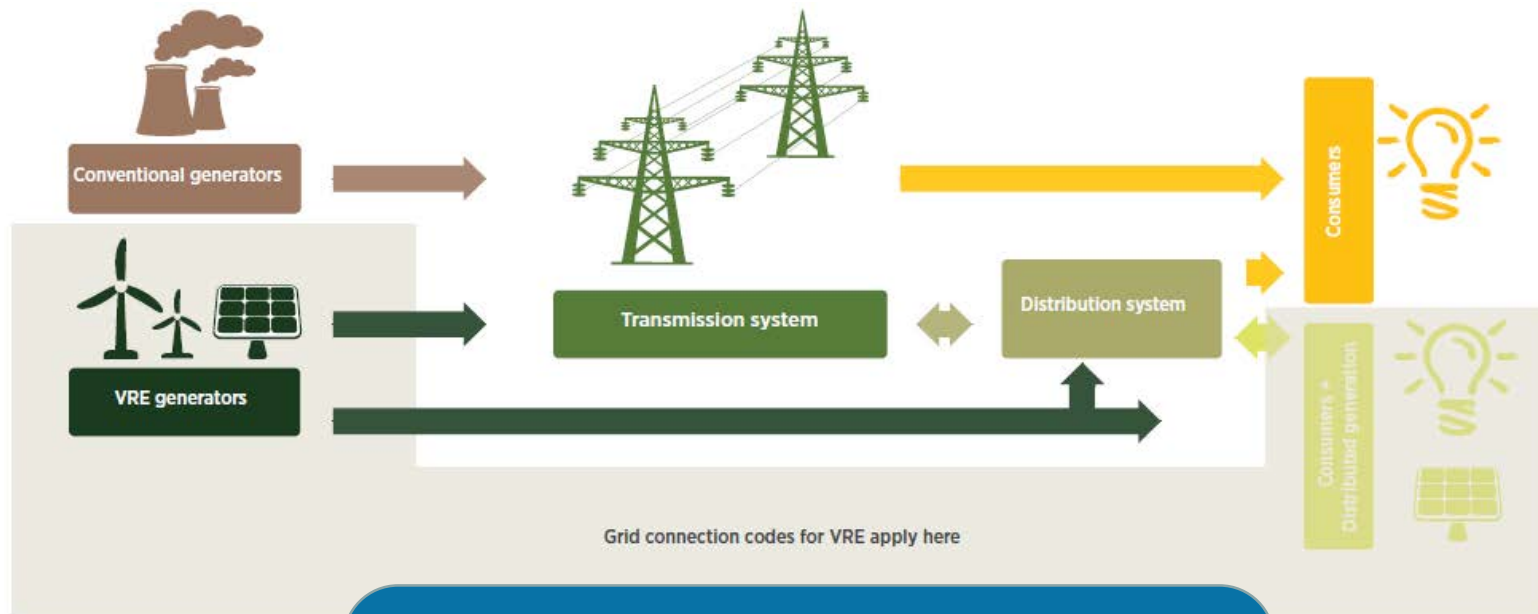 Conventional generators
Consumers
Transmission system
Distribution system
VRE generators
Consumers +
Distributed generation
Grid connection codes for VRE apply here